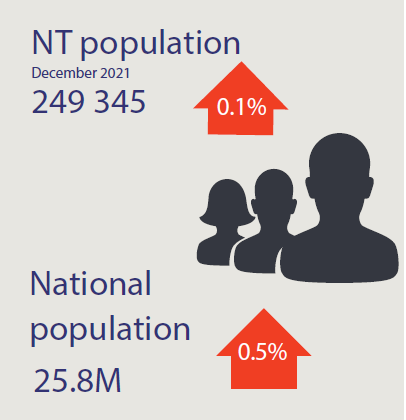 NT population
December 2021
249 345
0.1%
National
population
25.8M
0.5%